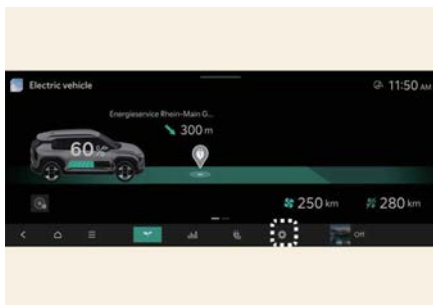 Electric vehicle
11:50 AM
Energieservice Rhein-Main G...
300 m
60%
250 km
280 km
Off